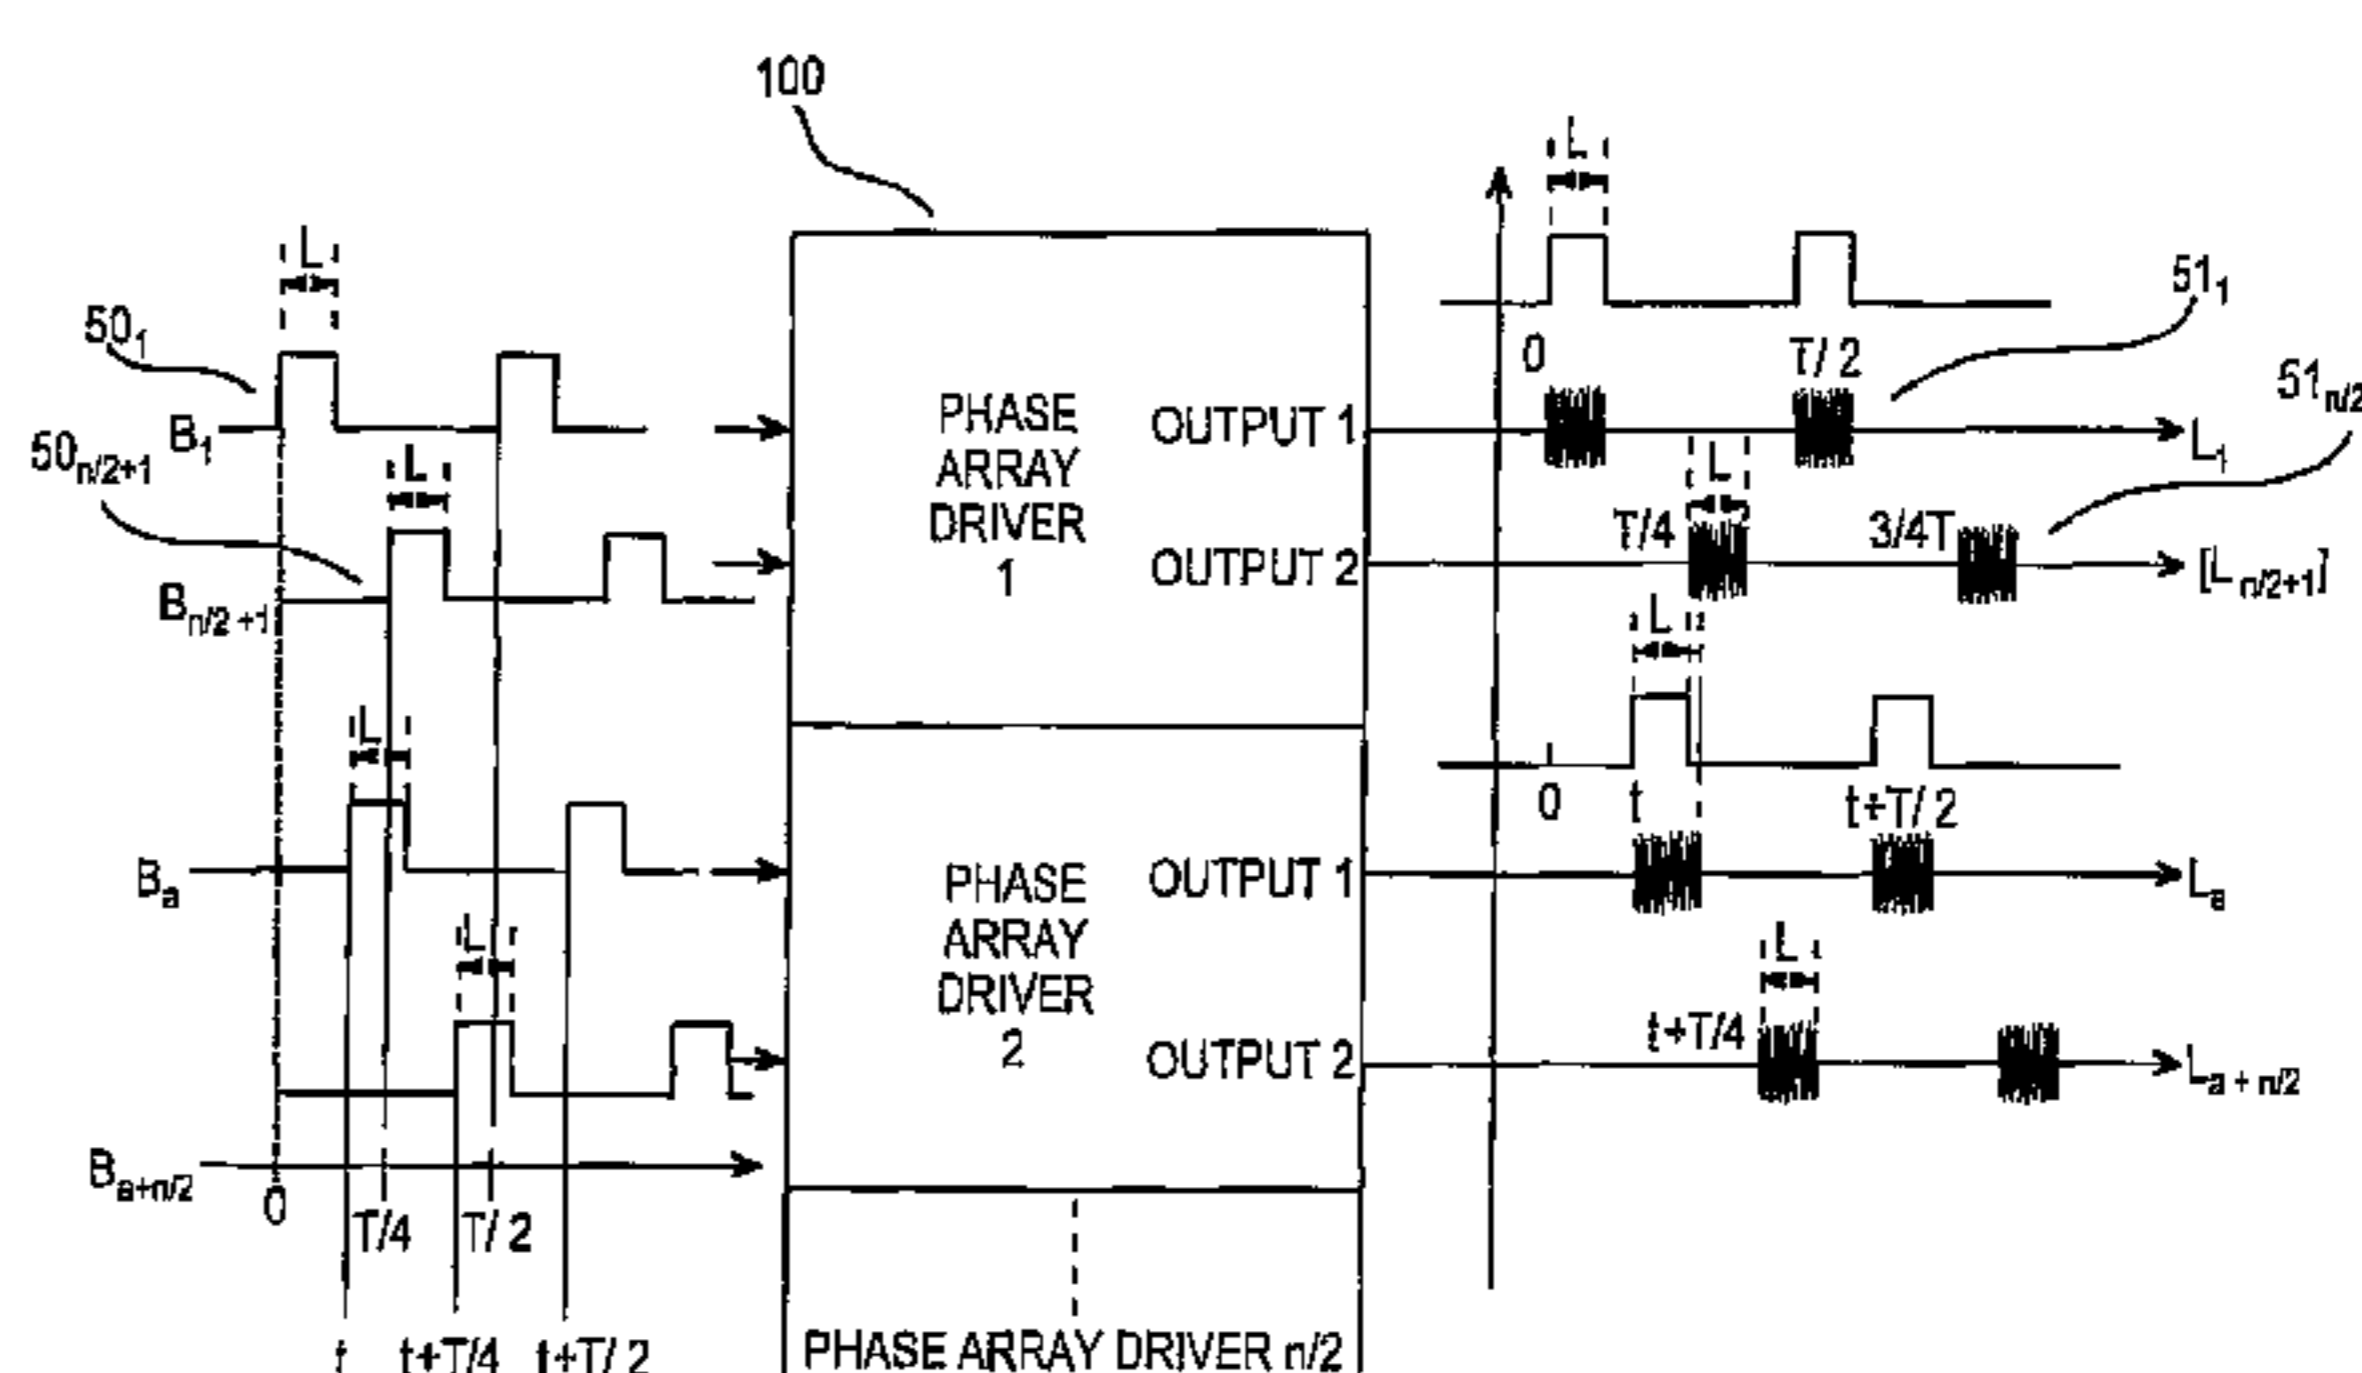 100
L
L
50₁
51₁
0
T/2
51n/2
B₁
PHASE
ARRAY
DRIVER
1
OUTPUT 1
L₁
50n/2+1
L
L
T/4
3/4T
OUTPUT 2
[Ln/2+1]
Bn/2+1
L
L
0
t
t+T/2
Ba
PHASE
ARRAY
DRIVER
2
OUTPUT 1
La
L
L
t+T/4
OUTPUT 2
La+n/2
Ba+n/2
0
T/4
T/2
t
t+T/4
t+T/2
PHASE ARRAY DRIVER n/2